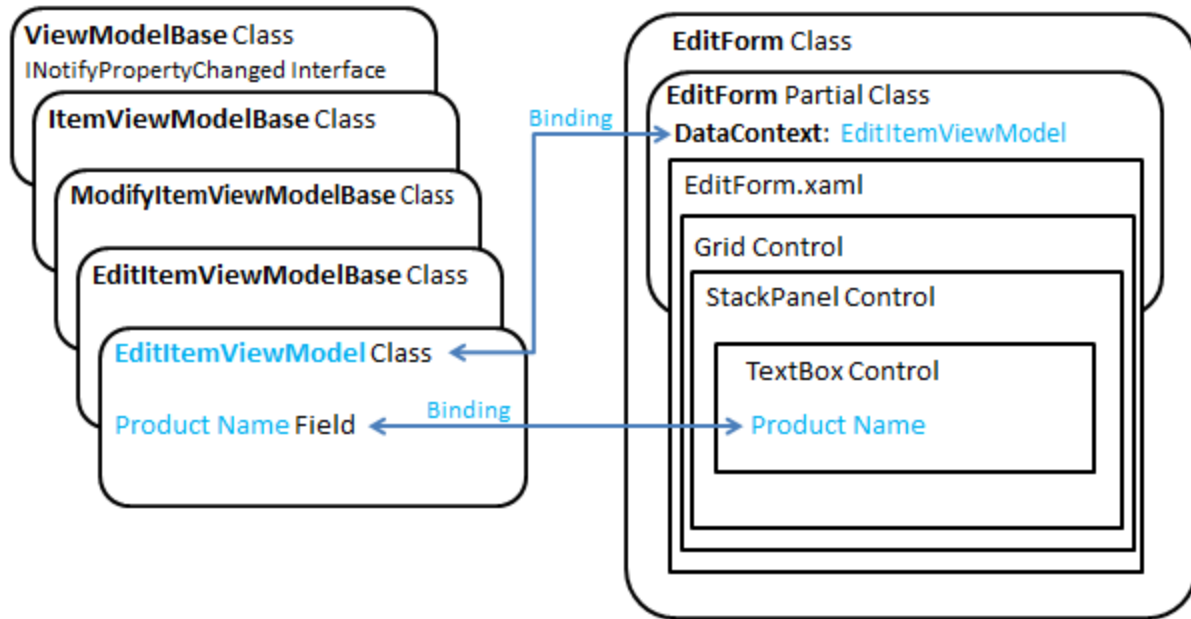 ViewModelBase Class
INotifyPropertyChanged Interface
ItemViewModelBase Class
ModifyItemViewModelBase Class
EditItemViewModelBase Class
EditItemViewModel Class
Product Name Field
Binding
Binding
EditForm Class
EditForm Partial Class
DataContext: EditItemViewModel
EditForm.xaml
Grid Control
StackPanel Control
TextBox Control
Product Name